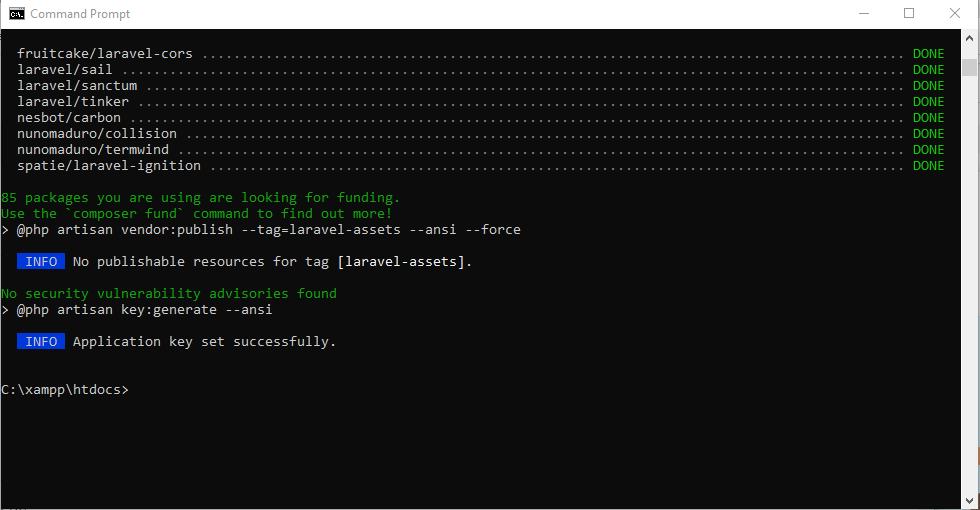 Command Prompt
fruitcake/laravel-cors ........................................................................................ DONE
laravel/sail .................................................................................................. DONE
laravel/sanctum ............................................................................................... DONE
laravel/tinker ................................................................................................ DONE
nesbot/carbon ................................................................................................. DONE
nunomaduro/collision .......................................................................................... DONE
nunomaduro/termwind ........................................................................................... DONE
spatie/laravel-ignition ....................................................................................... DONE
85 packages you are using are looking for funding.
Use the `composer fund` command to find out more!
> @php artisan vendor:publish --tag=laravel-assets --ansi --force
INFO No publishable resources for tag [laravel-assets].
No security vulnerability advisories found
> @php artisan key:generate --ansi
INFO Application key set successfully.
C:\xampp\htdocs>